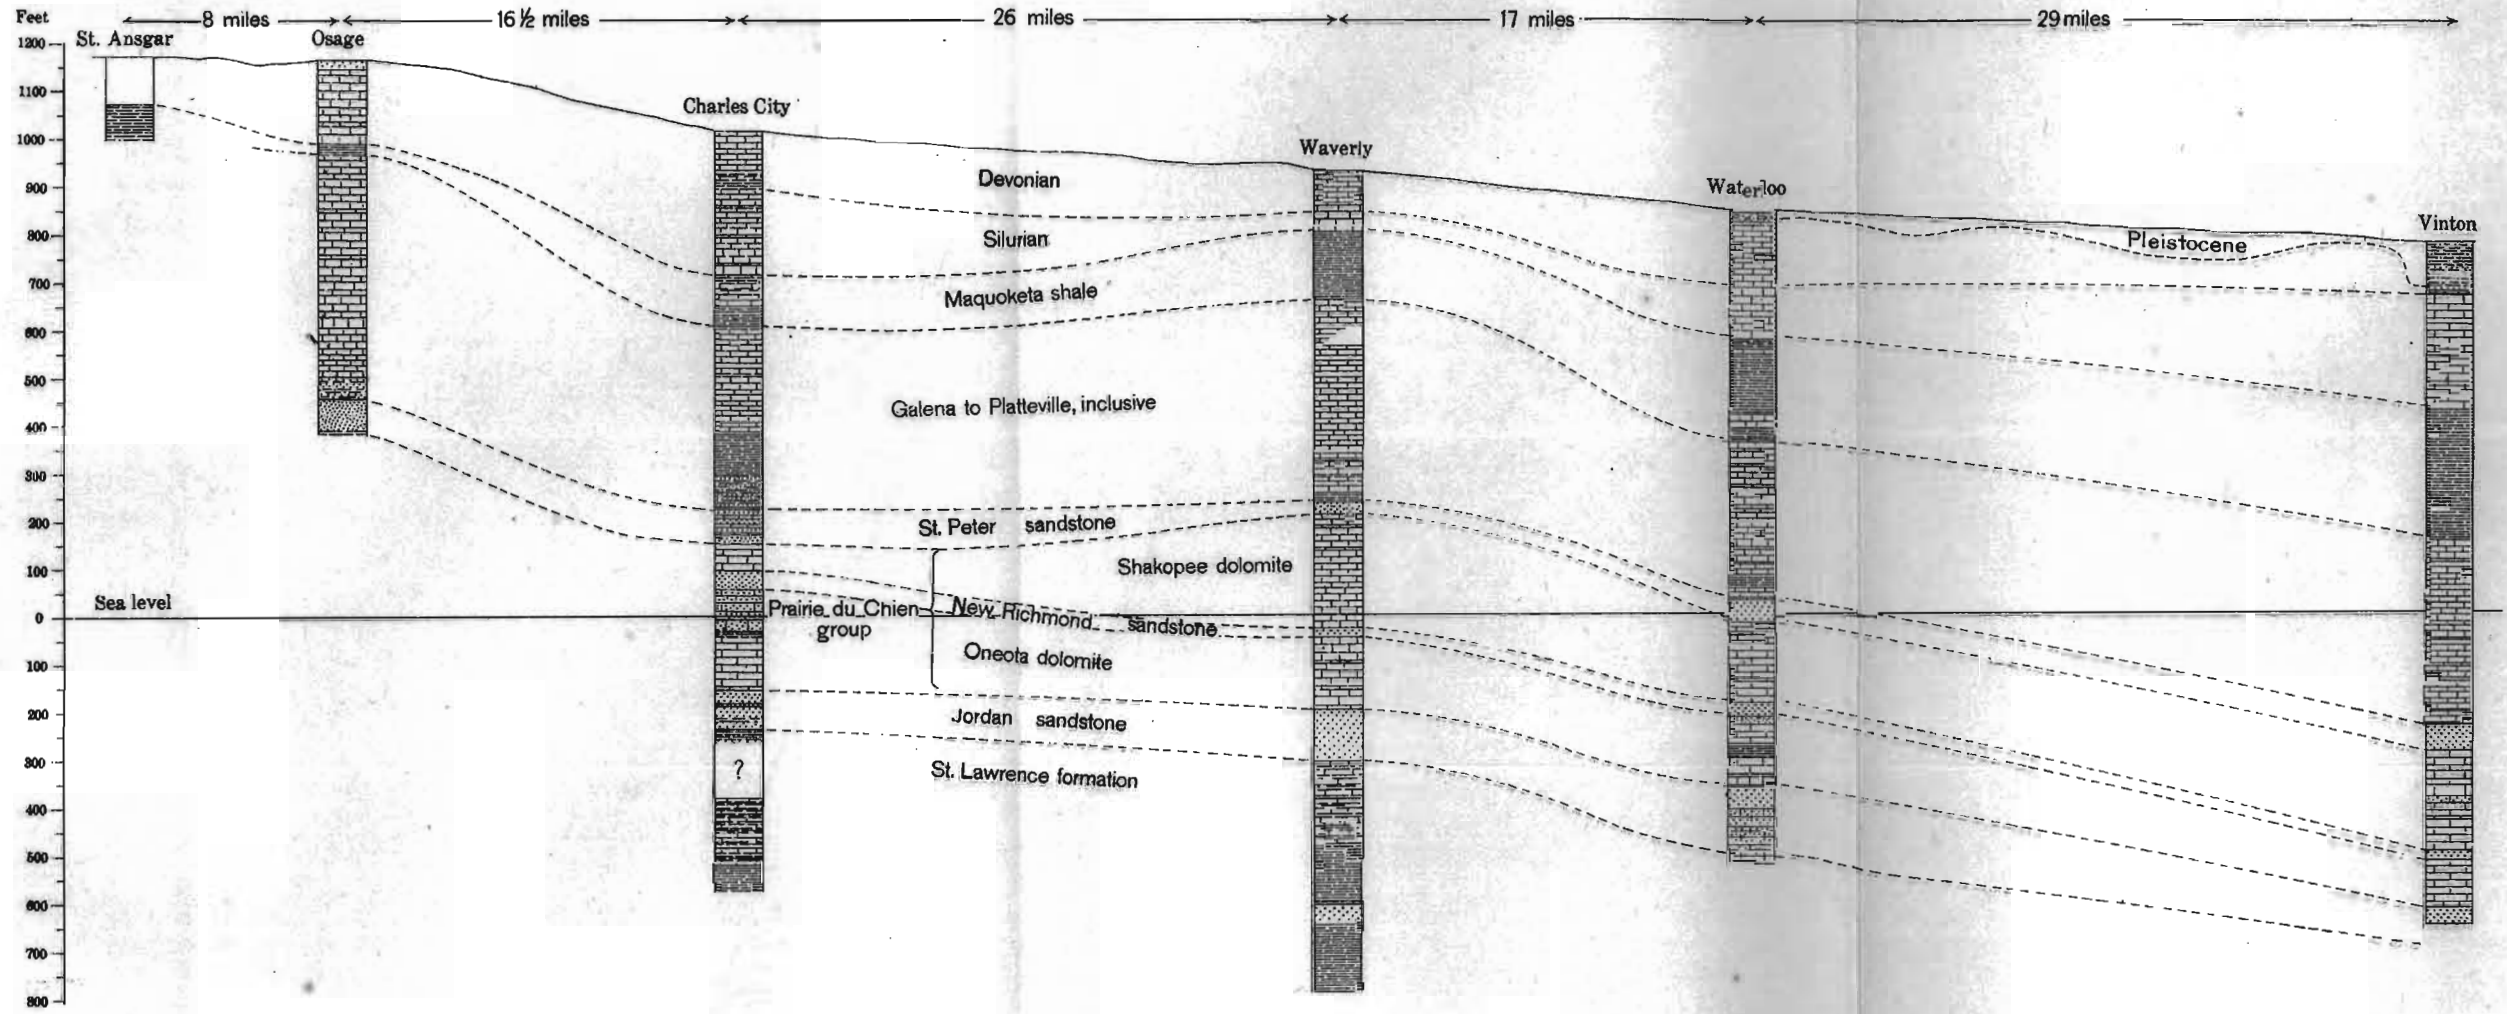 Feet
8 miles
16 ½ miles
26 miles
17 miles
29 miles
1200
St. Ansgar
Osage
1100
Charles City
1000
Waverly
900
Devonian
Waterloo
800
Silurian
Pleistocene
Vinton
700
Maquoketa shale
600
500
Galena to Platteville, inclusive
400
300
200
St. Peter sandstone
100
Shakopee dolomite
Sea level
0
Prairie du Chien
group
New Richmond sandstone
100
Oneota dolomite
200
Jordan sandstone
300
?
St. Lawrence formation
400
500
600
700
800